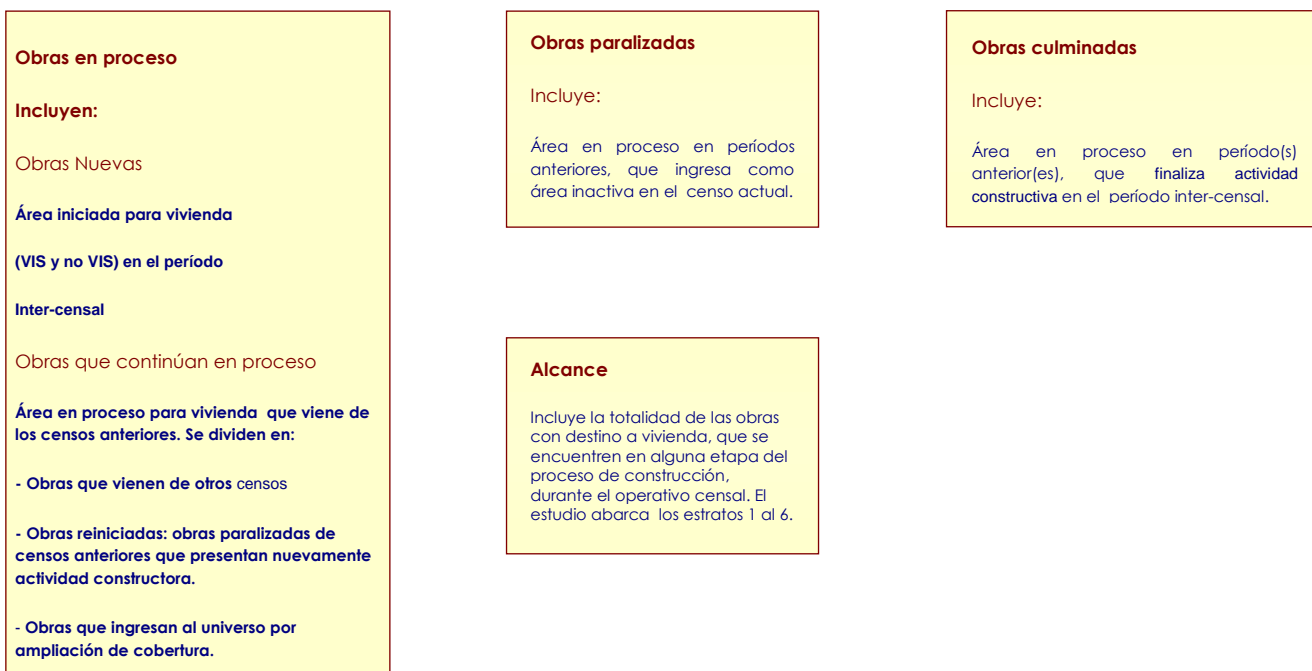 Obras en proceso
Incluyen:
Obras Nuevas
Área iniciada para vivienda
(VIS y no VIS) en el período
Inter-censal
Obras que continúan en proceso
Área en proceso para vivienda que viene de
los censos anteriores. Se dividen en:
- Obras que vienen de otros censos
- Obras reiniciadas: obras paralizadas de
censos anteriores que presentan nuevamente
actividad constructora.
- Obras que ingresan al universo por
ampliación de cobertura.
Obras paralizadas
Incluye:
Área en proceso en períodos
anteriores, que ingresa como
área inactiva en el censo actual.
Alcance
Incluye la totalidad de las obras
con destino a vivienda, que se
encuentren en alguna etapa del
proceso de construcción,
durante el operativo censal. El
estudio abarca los estratos 1 al 6.
Obras culminadas
Incluye:
Área en proceso en período(s)
anterior(es), que finaliza actividad
constructiva en el período inter-censal.